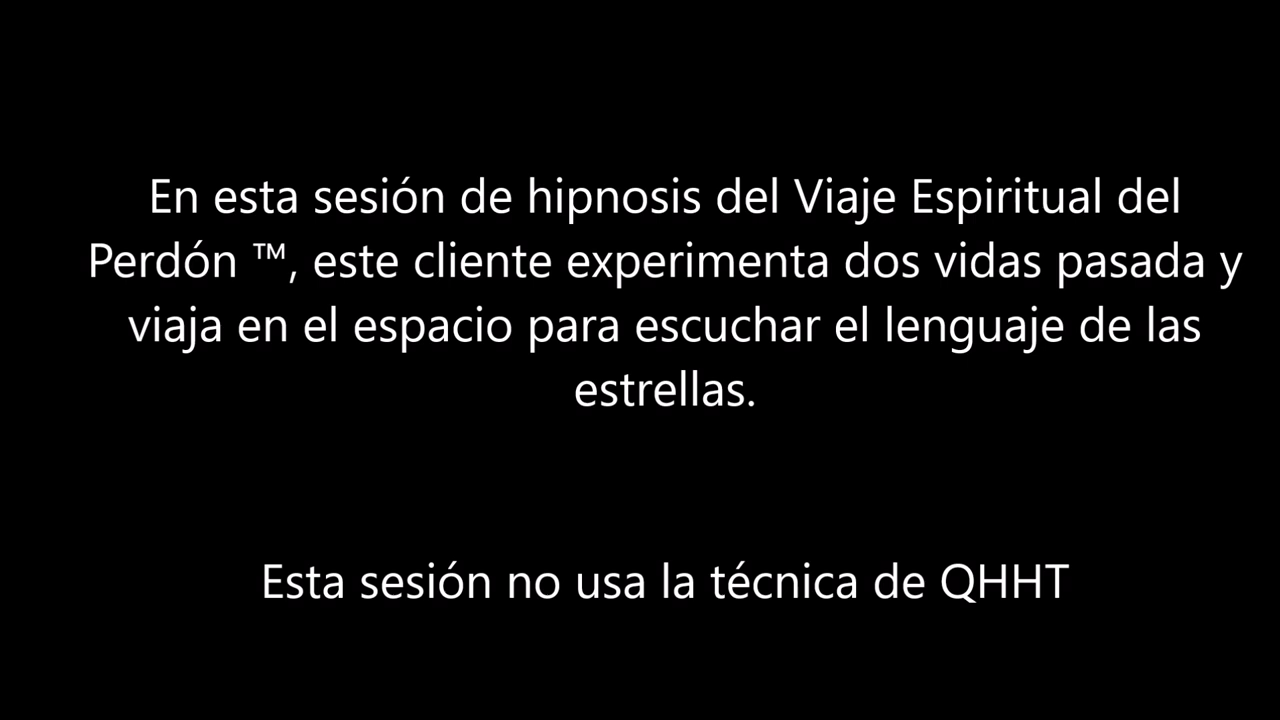 En esta sesión de hipnosis del Viaje Espiritual del
Perdón ™, este cliente experimenta dos vidas pasada y
viaja en el espacio para escuchar el lenguaje de las
estrellas.
Esta sesión no usa la técnica de QHHT